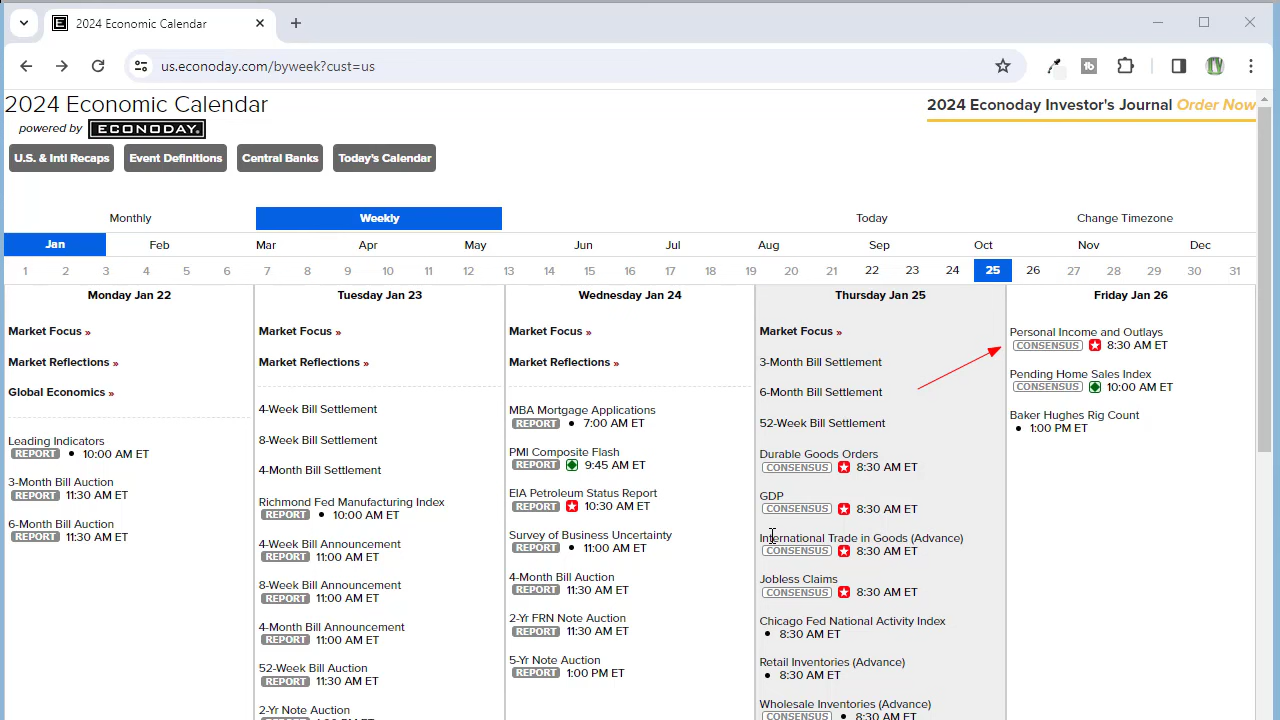 2024 Economic Calendar
us.econoday.com/byweek?cust=us
2024 Economic Calendar
powered by ECONODAY.
2024 Econoday Investor's Journal Order Now
U.S. & Intl Recaps Event Definitions Central Banks Today's Calendar
Monthly Weekly Today Change Timezone
Jan Feb Mar Apr May Jun Jul Aug Sep Oct Nov Dec
1 2 3 4 5 6 7 8 9 10 11 12 13 14 15 16 17 18 19 20 21 22 23 24 25 26 27 28 29 30 31
Monday Jan 22
Market Focus »
Market Reflections »
Global Economics »
Leading Indicators
REPORT • 10:00 AM ET
3-Month Bill Auction
REPORT 11:30 AM ET
6-Month Bill Auction
REPORT 11:30 AM ET
Tuesday Jan 23
Market Focus »
Market Reflections »
4-Week Bill Settlement
8-Week Bill Settlement
4-Month Bill Settlement
Richmond Fed Manufacturing Index
REPORT • 10:00 AM ET
4-Week Bill Announcement
REPORT 11:00 AM ET
8-Week Bill Announcement
REPORT 11:00 AM ET
4-Month Bill Announcement
REPORT 11:00 AM ET
52-Week Bill Auction
REPORT 11:30 AM ET
2-Yr Note Auction
Wednesday Jan 24
Market Focus »
Market Reflections »
MBA Mortgage Applications
REPORT • 7:00 AM ET
PMI Composite Flash
REPORT 9:45 AM ET
EIA Petroleum Status Report
REPORT 10:30 AM ET
Survey of Business Uncertainty
REPORT • 11:00 AM ET
4-Month Bill Auction
REPORT 11:30 AM ET
2-Yr FRN Note Auction
REPORT 11:30 AM ET
5-Yr Note Auction
REPORT 1:00 PM ET
Thursday Jan 25
Market Focus »
3-Month Bill Settlement
6-Month Bill Settlement
52-Week Bill Settlement
Durable Goods Orders
CONSENSUS 8:30 AM ET
GDP
CONSENSUS 8:30 AM ET
International Trade in Goods (Advance)
CONSENSUS 8:30 AM ET
Jobless Claims
CONSENSUS 8:30 AM ET
Chicago Fed National Activity Index
• 8:30 AM ET
Retail Inventories (Advance)
• 8:30 AM ET
Wholesale Inventories (Advance)
CONSENSUS • 8:30 AM ET
Friday Jan 26
Personal Income and Outlays
CONSENSUS 8:30 AM ET
Pending Home Sales Index
CONSENSUS 10:00 AM ET
Baker Hughes Rig Count
• 1:00 PM ET